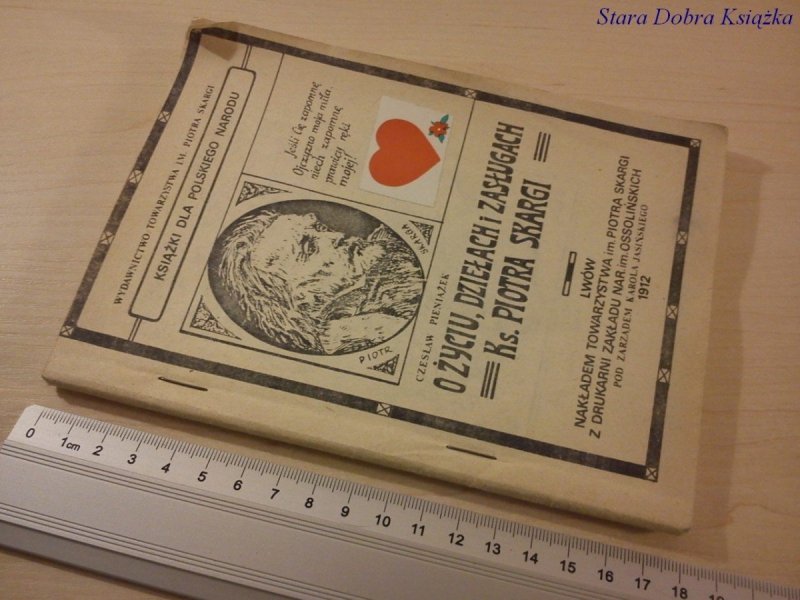 Stara Dobra Książka
WYDAWNICTWO TOWARZYSTWA IM. PIOTRA SKARGI
KSIĄŻKI DLA POLSKIEGO NARODU
Jeśli Cię zapomnę
Ojczyzno moja miła.
niech zapomnę
prawicy ręki
mojej!
PIOTR SKARGA
CZESŁAW PIENIĄŻEK
O ŻYCIU, DZIEŁACH i ZASŁUGACH
Ks. PIOTRA SKARGI
LWÓW
NAKŁADEM TOWARZYSTWA im. PIOTRA SKARGI
Z DRUKARNI ZAKŁADU NAR. im. OSSOLIŃSKICH
POD ZARZĄDEM KAROLA JASIŃSKIEGO
1912
0 1cm 2 3 4 5 6 7 8 9 10 11 12 13 14 15 16 17 18